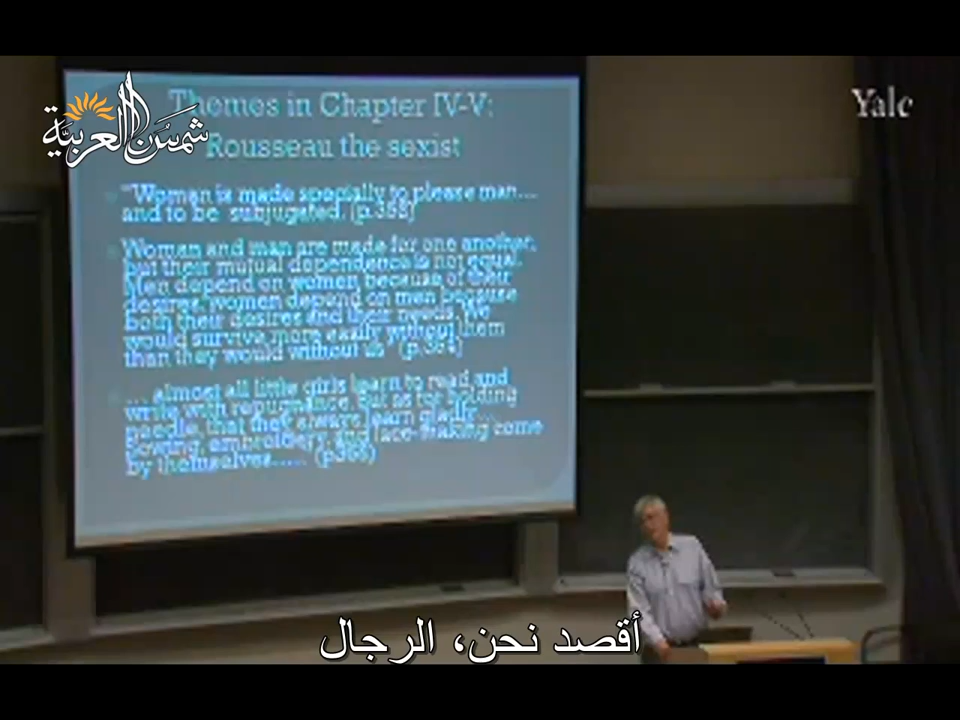 شمس العربية
Yale
Themes in Chapter IV-V:
Rousseau the sexist
"Woman is made specially to please man...
and to be subjugated. (p.358)
Woman and man are made for one another,
but their mutual dependence is not equal.
Men depend on women because of their
desires, women depend on men because
both their desires and their needs. We
would survive more easily without them
than they would without us" (p.364)
... almost all little girls learn to read and
write with repugnance. But as for holding
needle, that they always learn gladly....
Sewing, embroidery, and lace-making come
by themselves..... (p368)
أقصد نحن، الرجال